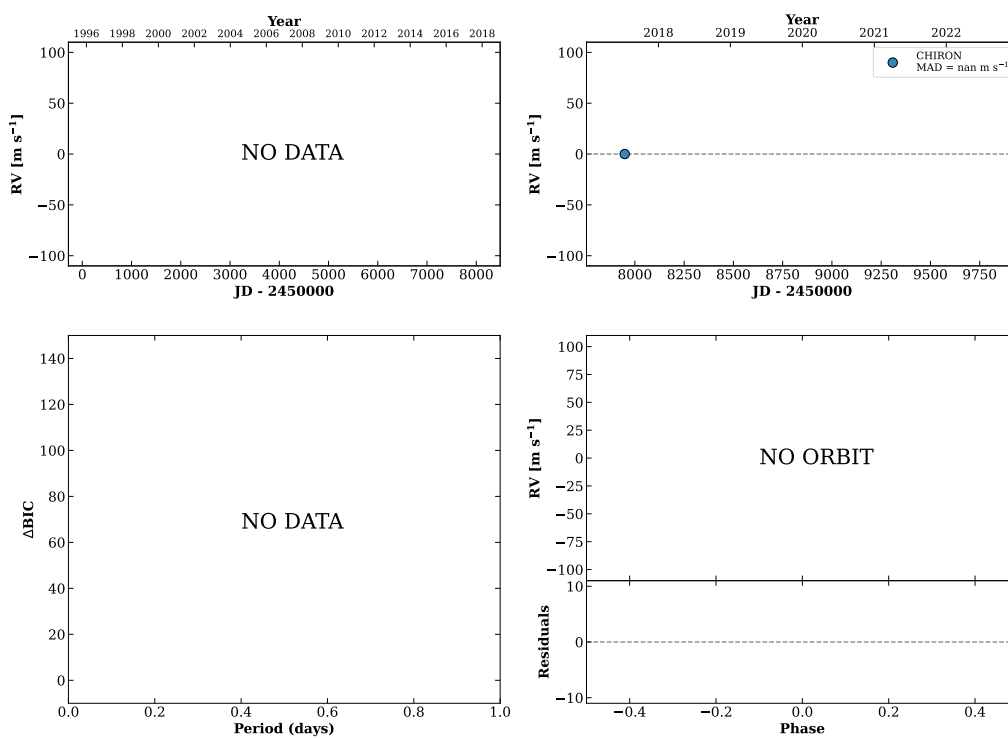 Year
1996 1998 2000 2002 2004 2006 2008 2010 2012 2014 2016 2018
RV [m s⁻¹]
100
50
0
−50
−100
NO DATA
0 1000 2000 3000 4000 5000 6000 7000 8000
JD - 2450000
Year
2018 2019 2020 2021 2022
RV [m s⁻¹]
100
50
0
−50
−100
CHIRON
MAD = nan m s⁻¹
8000 8250 8500 8750 9000 9250 9500 9750
JD - 2450000
ΔBIC
140
120
100
80
60
40
20
0
NO DATA
0.0 0.2 0.4 0.6 0.8 1.0
Period (days)
RV [m s⁻¹]
100
75
50
25
0
−25
−50
−75
−100
NO ORBIT
Residuals
10
0
−10
−0.4 −0.2 0.0 0.2 0.4
Phase